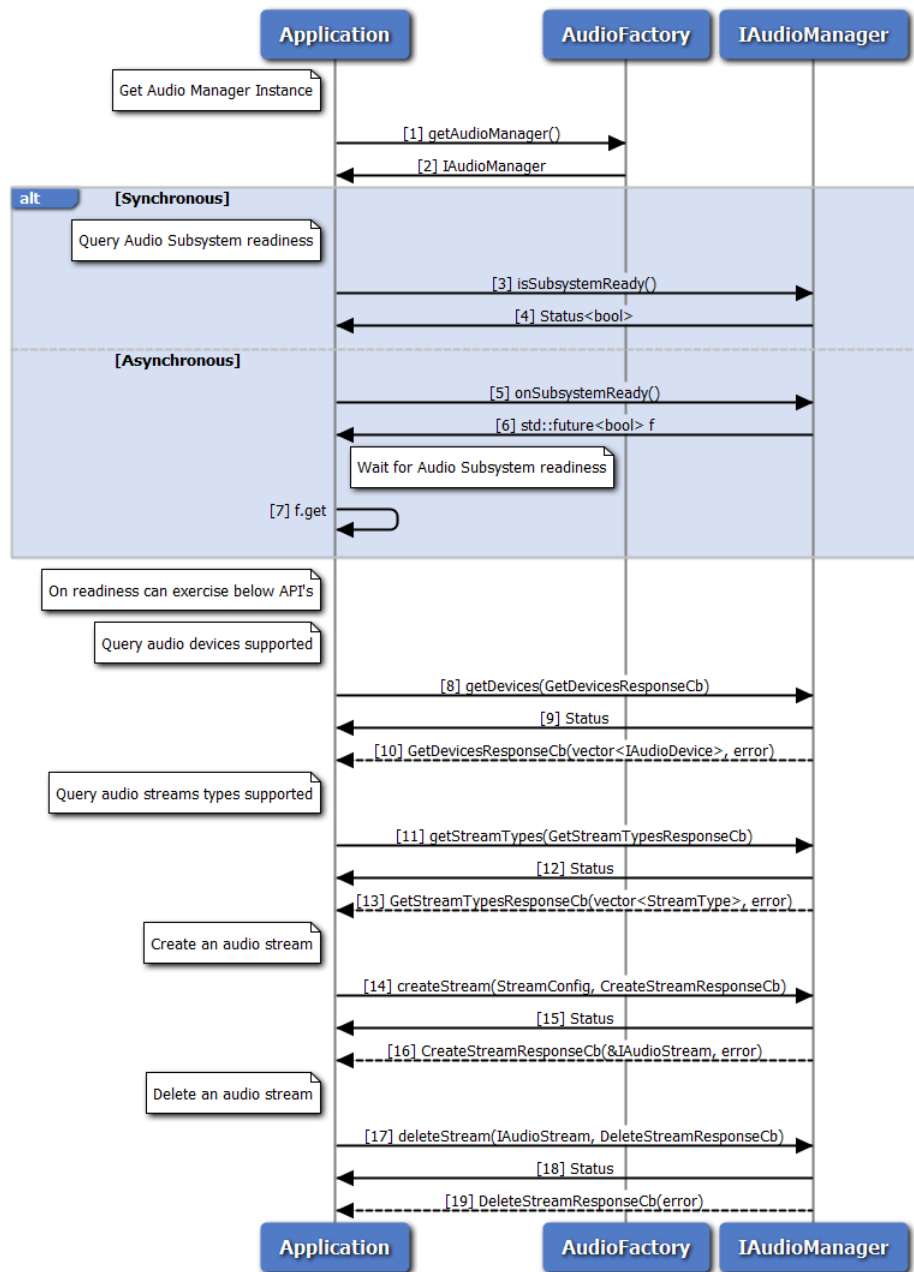 Application
AudioFactory
IAudioManager
Get Audio Manager Instance
[1] getAudioManager()
[2] IAudioManager
alt
[Synchronous]
Query Audio Subsystem readiness
[3] isSubsystemReady()
[4] Status<bool>
[Asynchronous]
[5] onSubsystemReady()
[6] std::future<bool> f
Wait for Audio Subsystem readiness
[7] f.get
On readiness can exercise below API's
Query audio devices supported
[8] getDevices(GetDevicesResponseCb)
[9] Status
[10] GetDevicesResponseCb(vector<IAudioDevice>, error)
Query audio streams types supported
[11] getStreamTypes(GetStreamTypesResponseCb)
[12] Status
[13] GetStreamTypesResponseCb(vector<StreamType>, error)
Create an audio stream
[14] createStream(StreamConfig, CreateStreamResponseCb)
[15] Status
[16] CreateStreamResponseCb(&IAudioStream, error)
Delete an audio stream
[17] deleteStream(IAudioStream, DeleteStreamResponseCb)
[18] Status
[19] DeleteStreamResponseCb(error)
Application
AudioFactory
IAudioManager